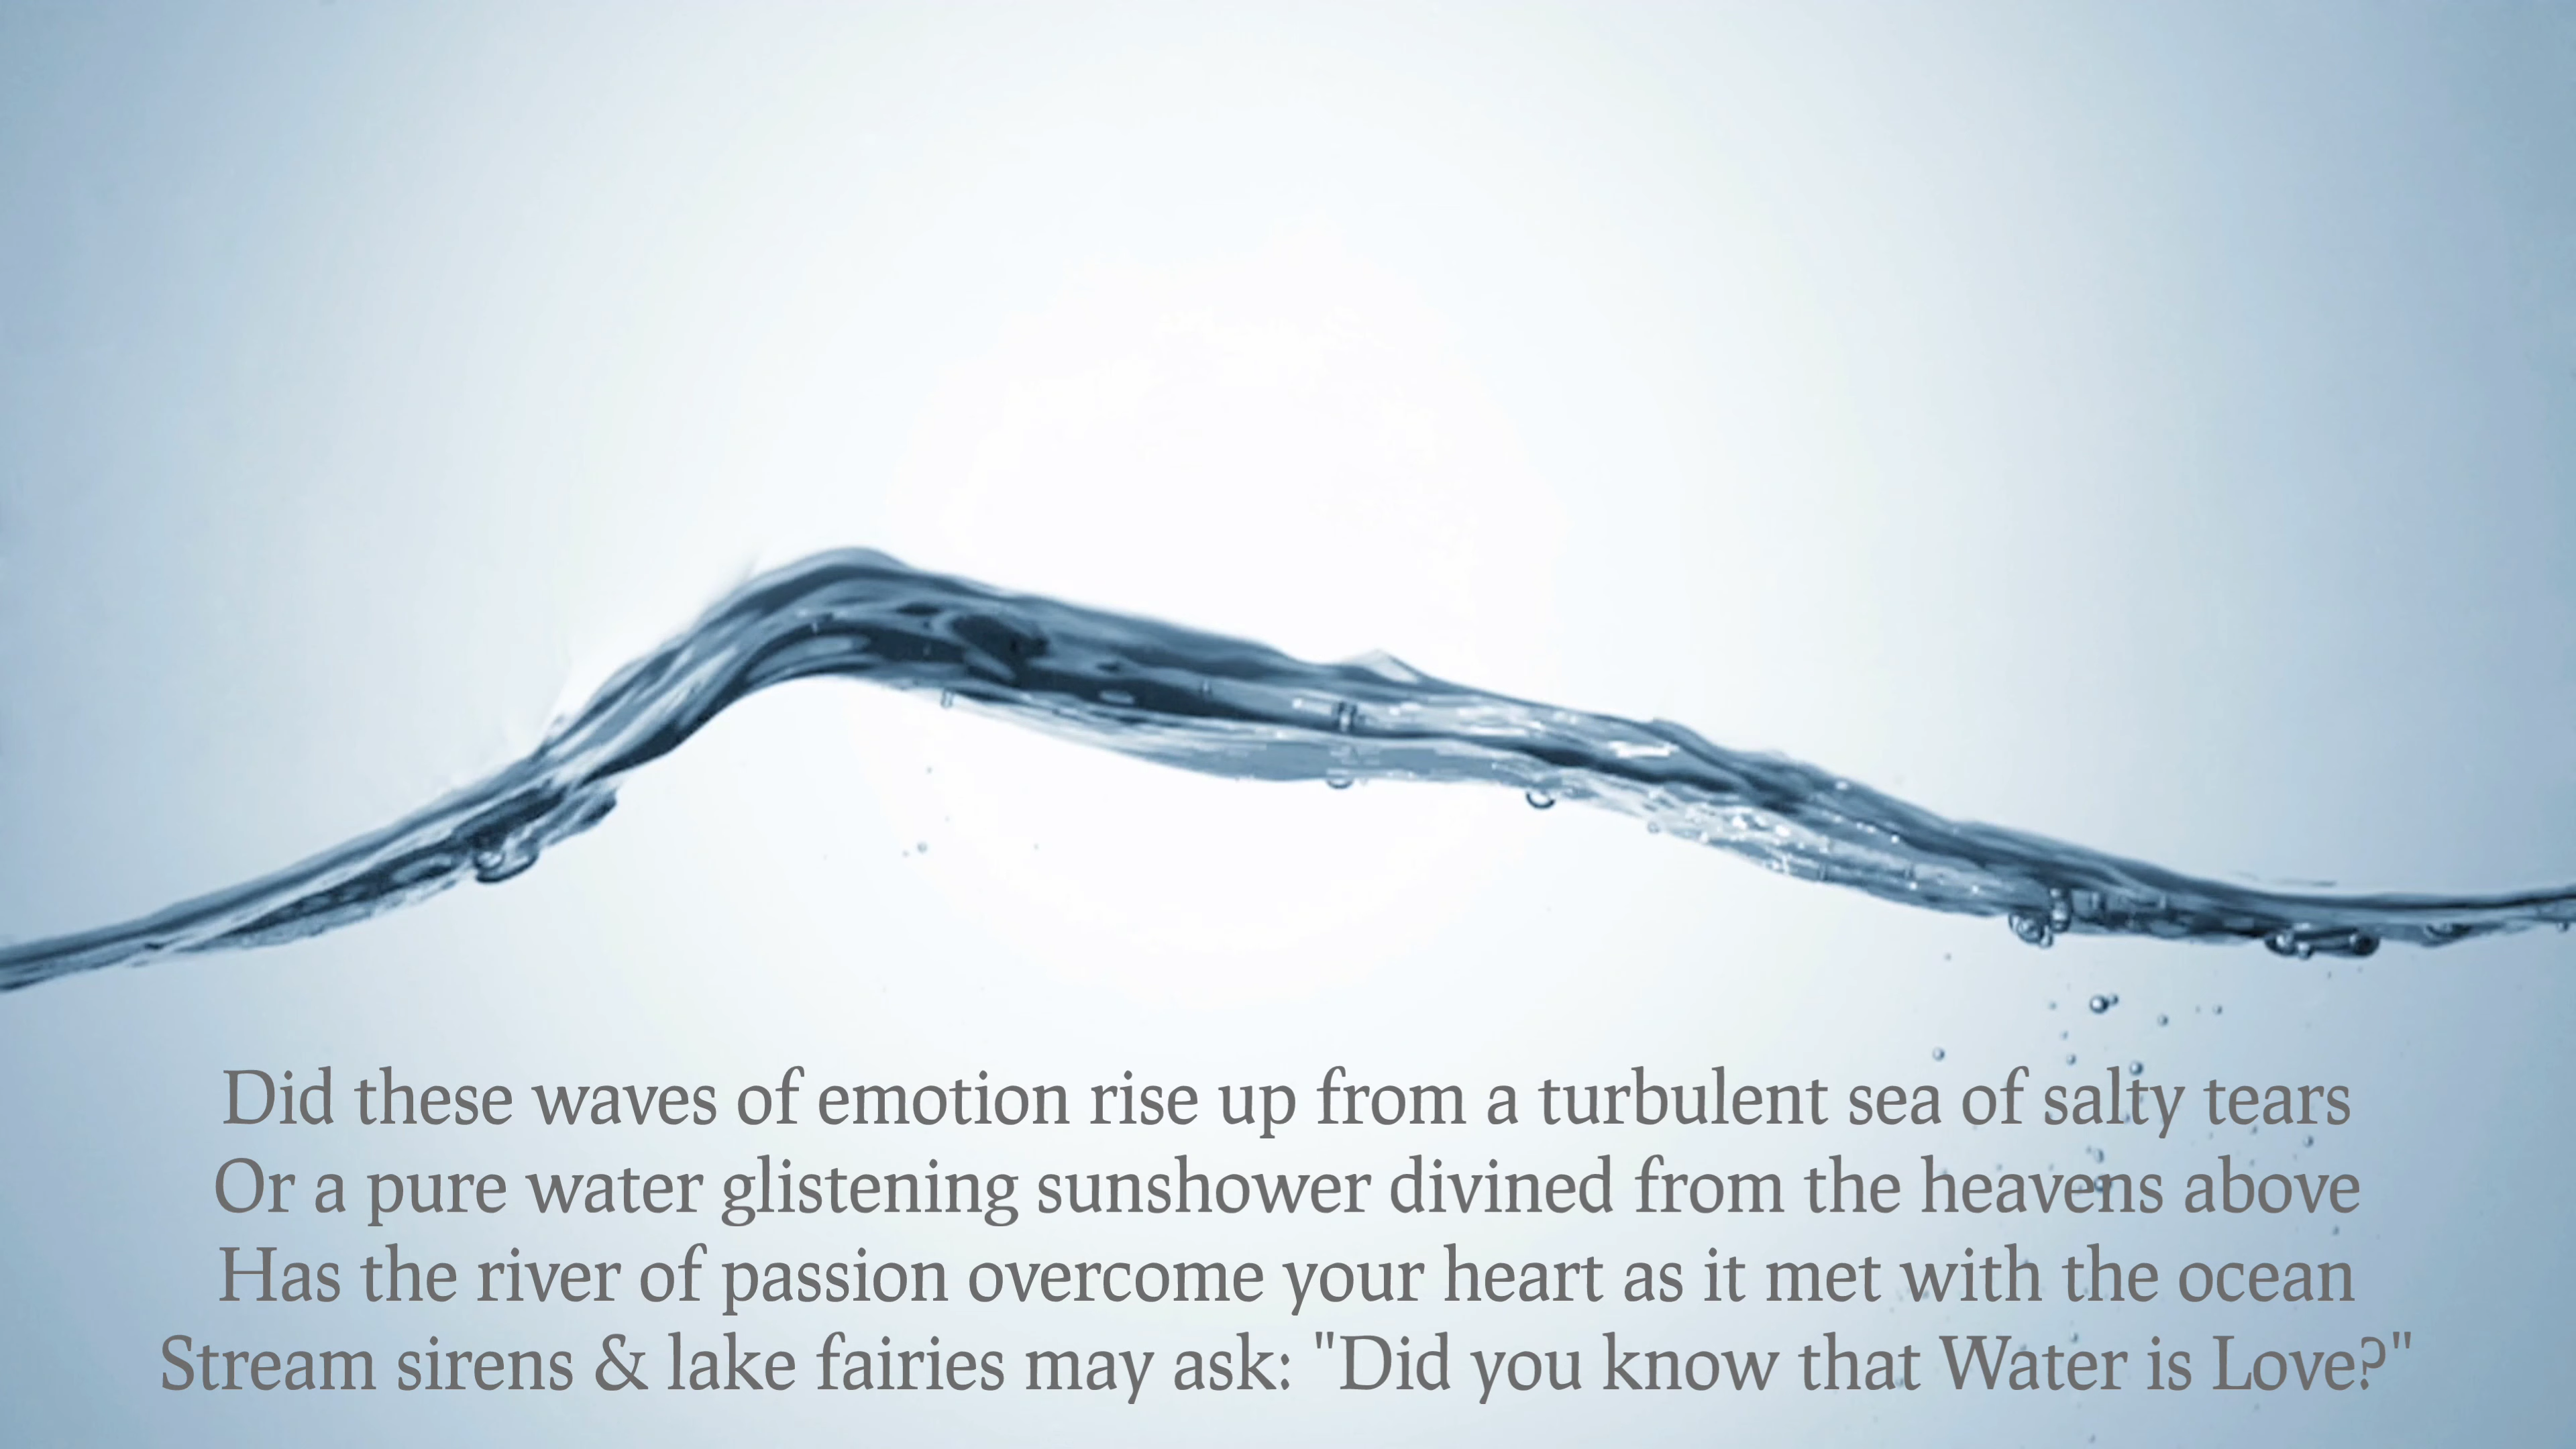 Did these waves of emotion rise up from a turbulent sea of salty tears
Or a pure water glistening sunshower divined from the heavens above
Has the river of passion overcome your heart as it met with the ocean
Stream sirens & lake fairies may ask: "Did you know that Water is Love?"